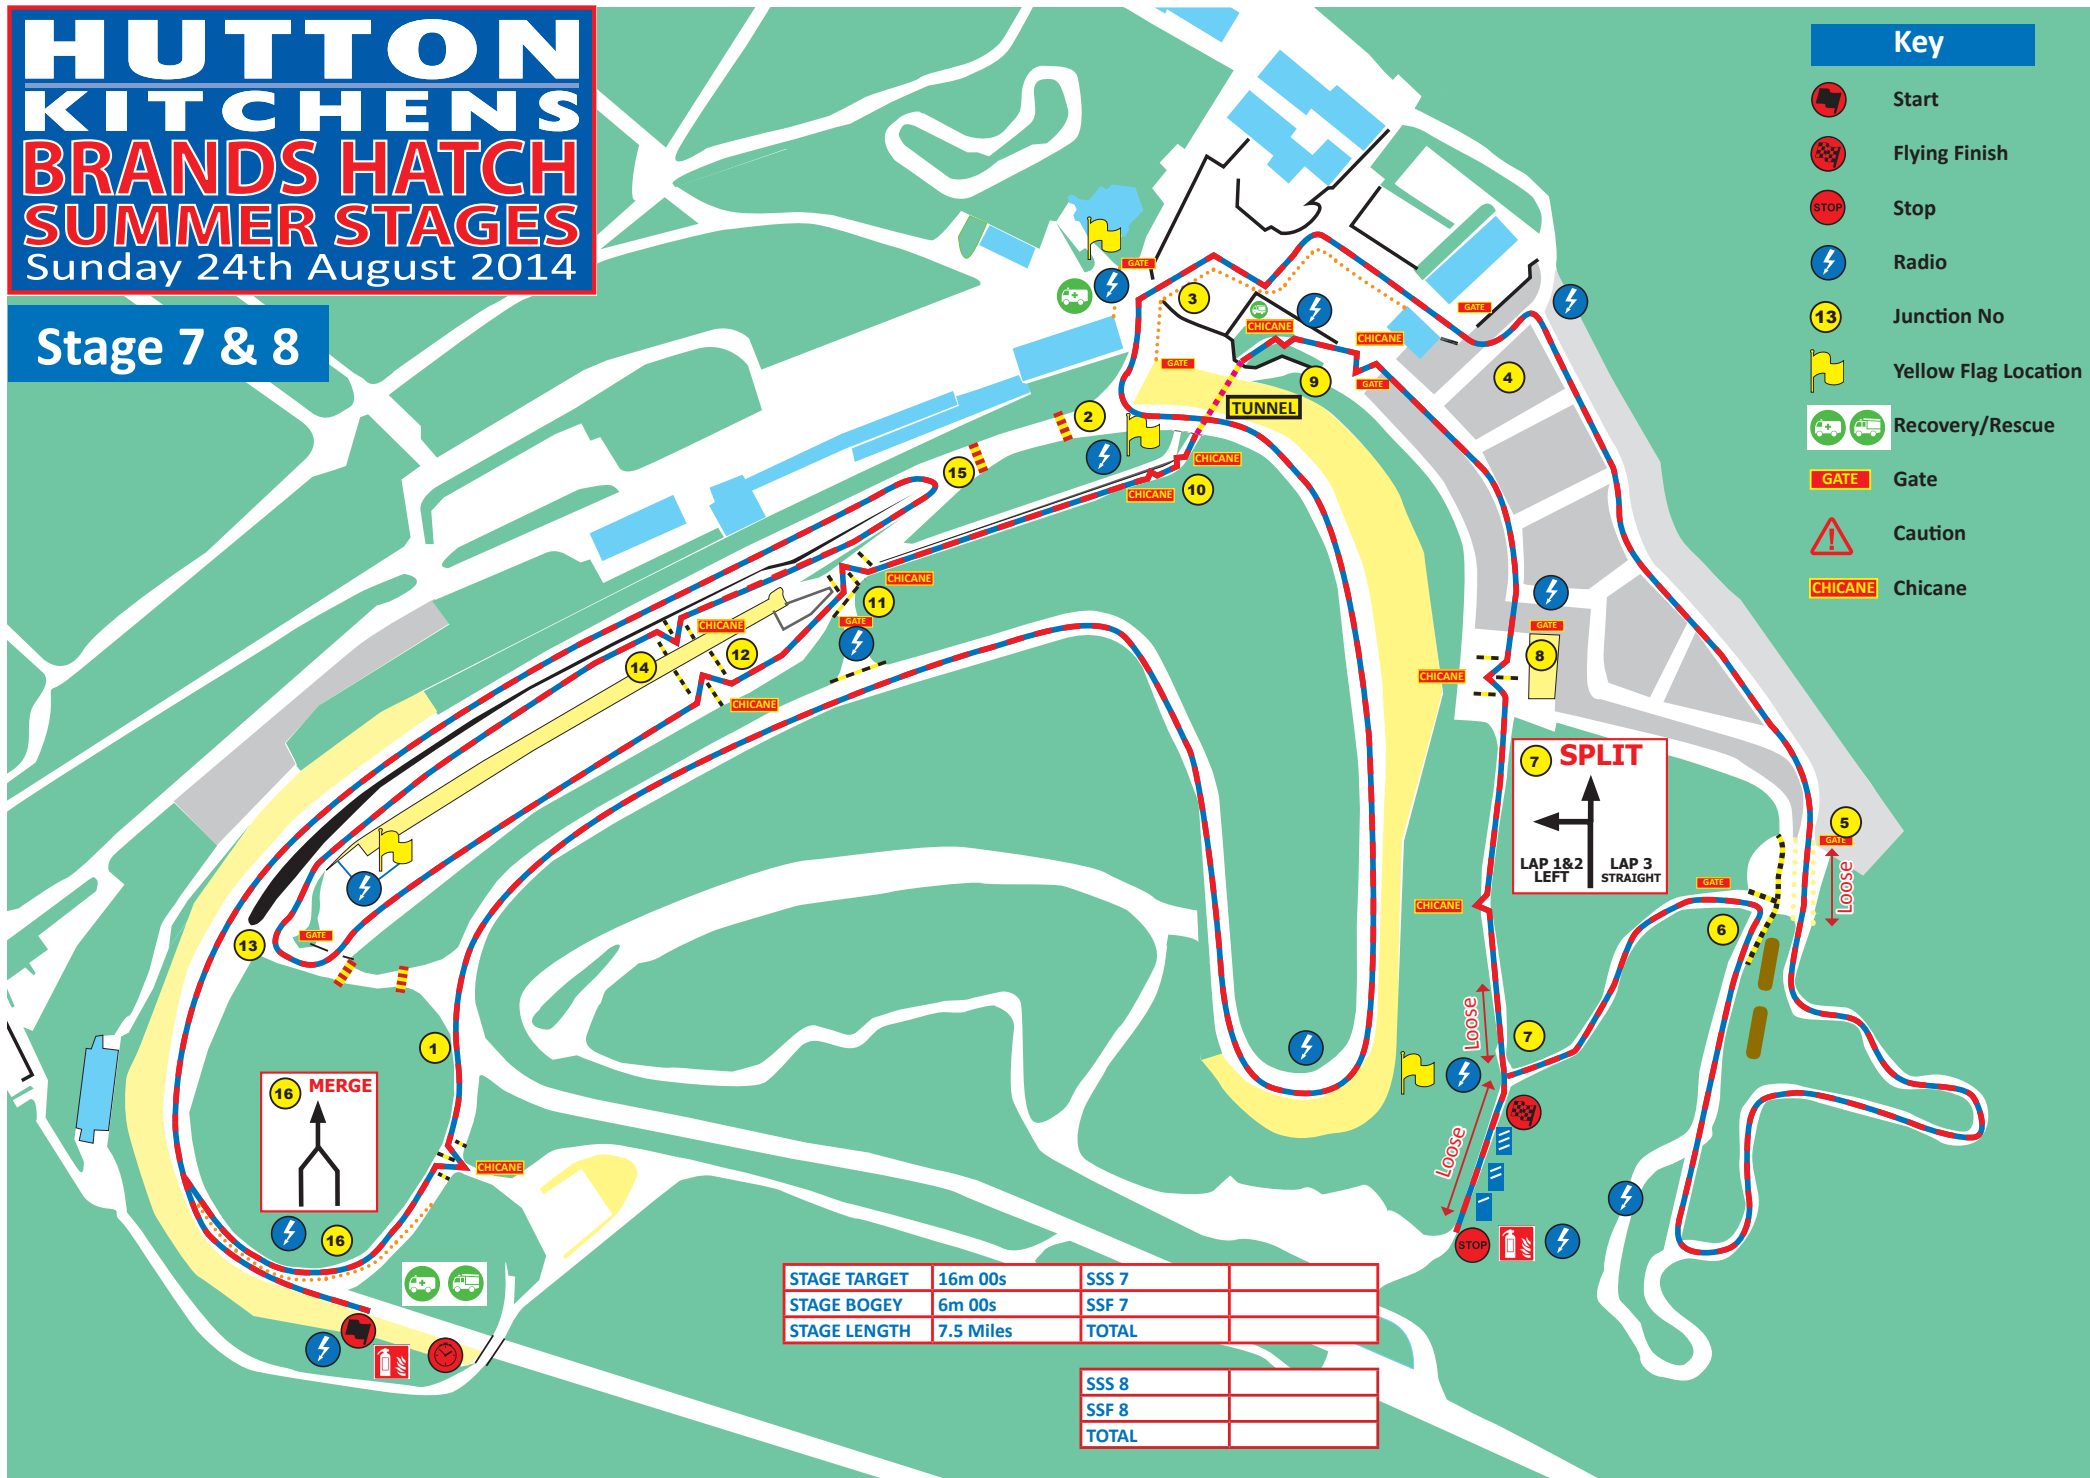 HUTTON
KITCHENS
BRANDS HATCH
SUMMER STAGES
Sunday 24th August 2014
Stage 7 & 8
Key
Start
Flying Finish
STOP
Stop
Radio
13
Junction No
Yellow Flag Location
Recovery/Rescue
GATE
Gate
Caution
CHICANE
Chicane
GATE
3
CHICANE
GATE
CHICANE
GATE
GATE
9
4
TUNNEL
2
CHICANE
15
CHICANE
10
CHICANE
11
GATE
CHICANE
12
14
CHICANE
GATE
8
CHICANE
7 SPLIT
LAP 1&2
LEFT
LAP 3
STRAIGHT
5
GATE
Loose
GATE
6
CHICANE
GATE
13
Loose
7
1
16 MERGE
Loose
CHICANE
16
STOP
STAGE TARGET 16m 00s SSS 7
STAGE BOGEY 6m 00s SSF 7
STAGE LENGTH 7.5 Miles TOTAL
SSS 8
SSF 8
TOTAL